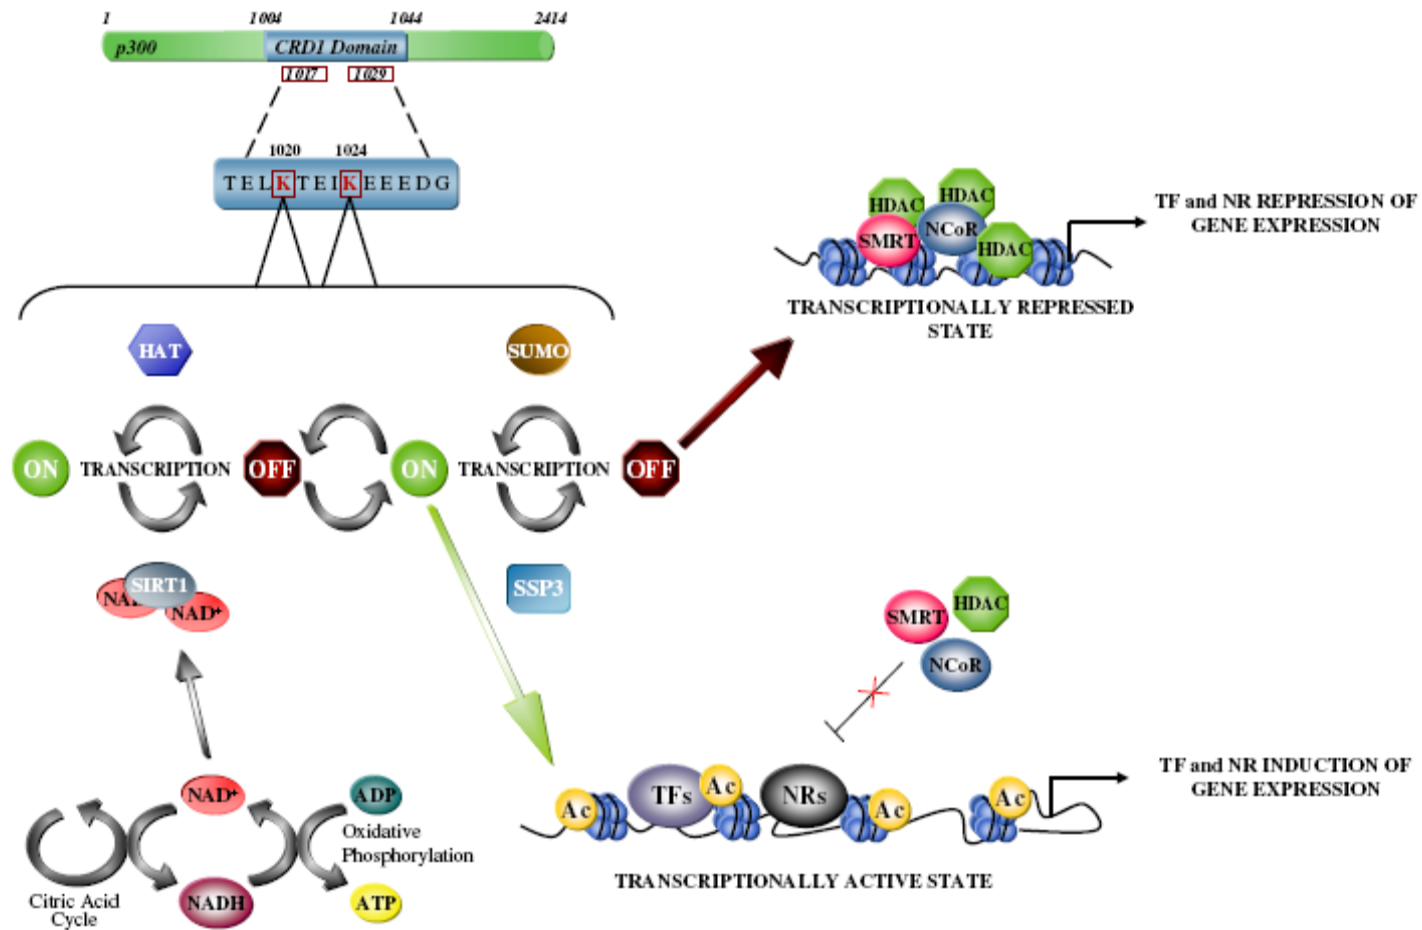 1 1004 1044 2414
p300 CRD1 Domain
1017 1029
1020 1024
TELKTEIKEEEDG
HDAC HDAC
SMRT NCoR HDAC
TF and NR REPRESSION OF
GENE EXPRESSION
TRANSCRIPTIONALLY REPRESSED
STATE
HAT SUMO
ON TRANSCRIPTION OFF ON TRANSCRIPTION OFF
SIRT1
NAD+
SSP3
SMRT HDAC
NCoR
NAD+ ADP
Oxidative
Phosphorylation
Citric Acid
Cycle
NADH ATP
Ac TFs Ac NRs Ac Ac
TF and NR INDUCTION OF
GENE EXPRESSION
TRANSCRIPTIONALLY ACTIVE STATE